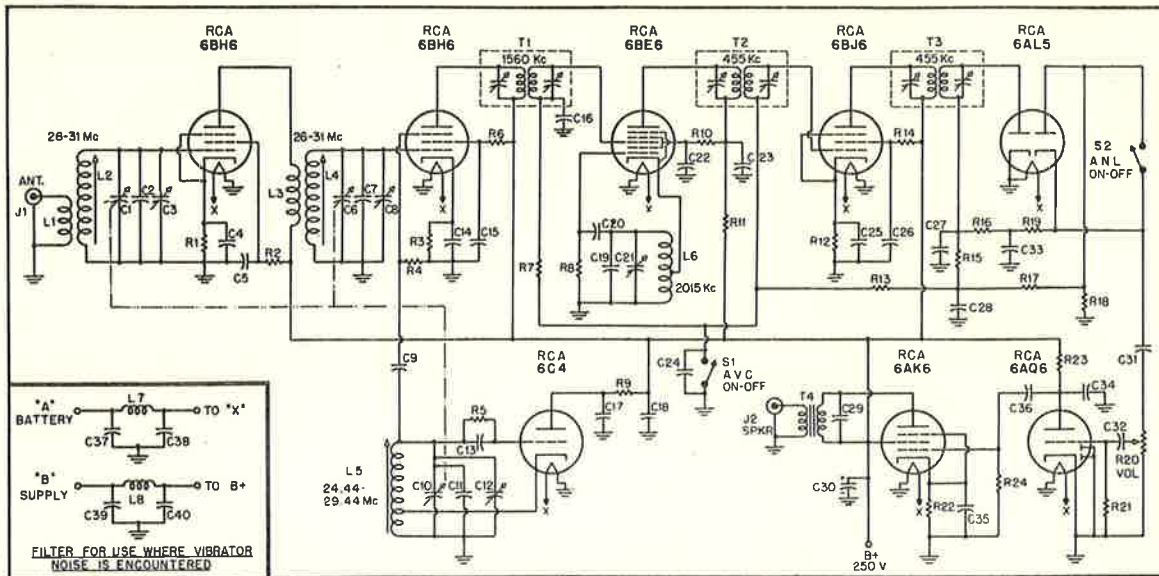 RCA
6BH6
RCA
6BH6
T1
1560 Kc
RCA
6BE6
T2
455 Kc
RCA
6BJ6
T3
455 Kc
RCA
6AL5
26-31 Mc
L2
ANT.
J1
L1
C1
C2
C3
R1
C4
C5
R2
L3
26-31 Mc
L4
C6
C7
C8
R3
R4
C14
C15
R6
C16
R7
R8
C20
C19
C21
L6
2015 Kc
R10
C22
C23
R11
R12
C25
C26
R14
R13
C27
R16
R15
C28
R19
C33
R17
R18
S2
A N L
ON-OFF
C31
C9
RCA
6C4
R5
C13
L5
24.44-
29.44 Mc
C10
C11
C12
X
R9
C17
C18
C24
S1
A V C
ON-OFF
J2
SPKR
T4
C29
C30
RCA
6AK6
R22
C35
B+
250 V
R24
C36
RCA
6AQ6
R23
C34
C32
R20
VOL
R21
X
X
X
X
X
X
X
"A"
BATTERY
L7
TO "X"
C37
C38
"B"
SUPPLY
L8
TO B+
C39
C40
FILTER FOR USE WHERE VIBRATOR
NOISE IS ENCOUNTERED